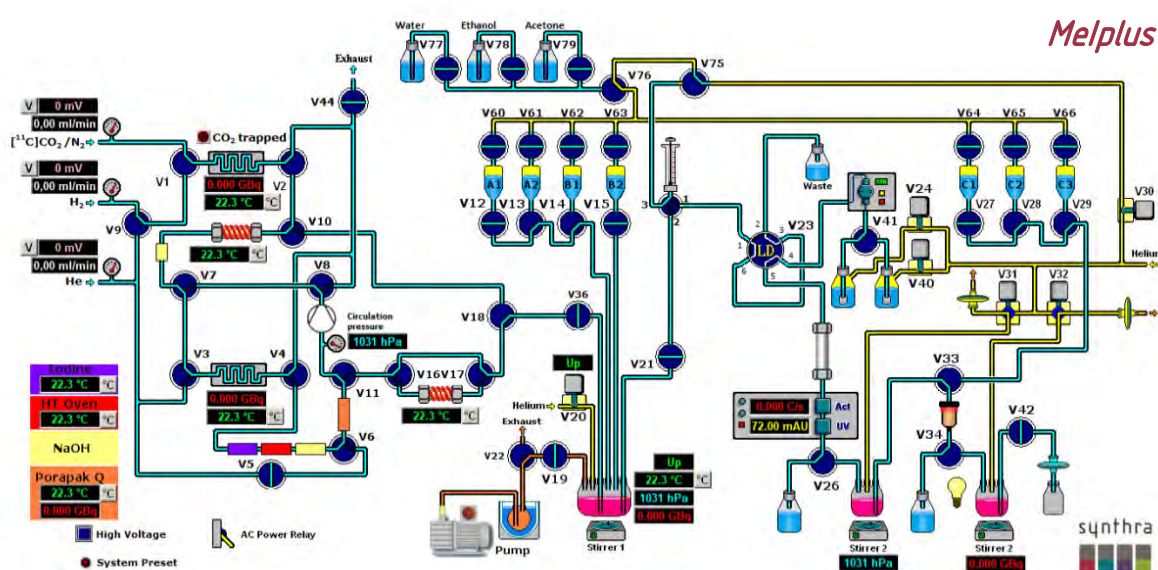 Melplus
Water
Ethanol
Acetone
V77
V78
V79
V76
V75
Exhaust
V44
V 0 mV
0,00 ml/min
[¹¹C]CO₂/N₂
CO₂ trapped
V1
0.000 GBq
22.3 °C °C
V2
V 0 mV
0,00 ml/min
H₂
V9
V10
22.3 °C °C
V 0 mV
0,00 ml/min
He
V7
V8
Circulation
pressure
1031 hPa
V3
0.000 GBq
22.3 °C °C
V4
V11
V16
V17
22.3 °C °C
V18
V36
V5
V6
Iodine
22.3 °C °C
HT Oven
22.3 °C °C
NaOH
Porapak Q
22.3 °C °C
0.000 GBq
High Voltage
AC Power Relay
System Preset
V60
V61
V62
V63
A1
A2
B1
B2
V12
V13
V14
V15
1
2
3
V21
Up
Helium
V20
Exhaust
V22
V19
Pump
Up
22.3 °C °C
1031 hPa
0.000 GBq
Stirrer 1
Waste
V23
JLD
1
2
3
4
5
6
V41
V24
V40
V64
V65
V66
C1
C2
C3
V27
V28
V29
V30
Helium
V31
V32
0.000 C/s
Act
72.00 mAU
UV
V26
V33
V34
V42
Stirrer 2
1031 hPa
Stirrer 2
0.000 GBq
synthra